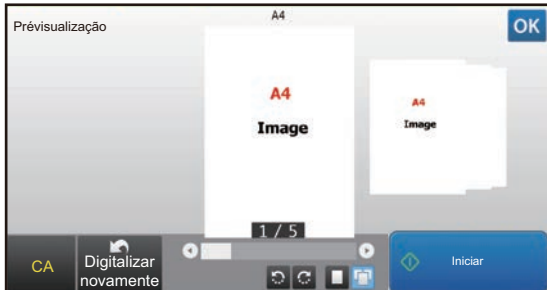 Prévisualização
A4
OK
A4
Image
A4
Image
1 / 5
CA
Digitalizar
novamente
Iniciar